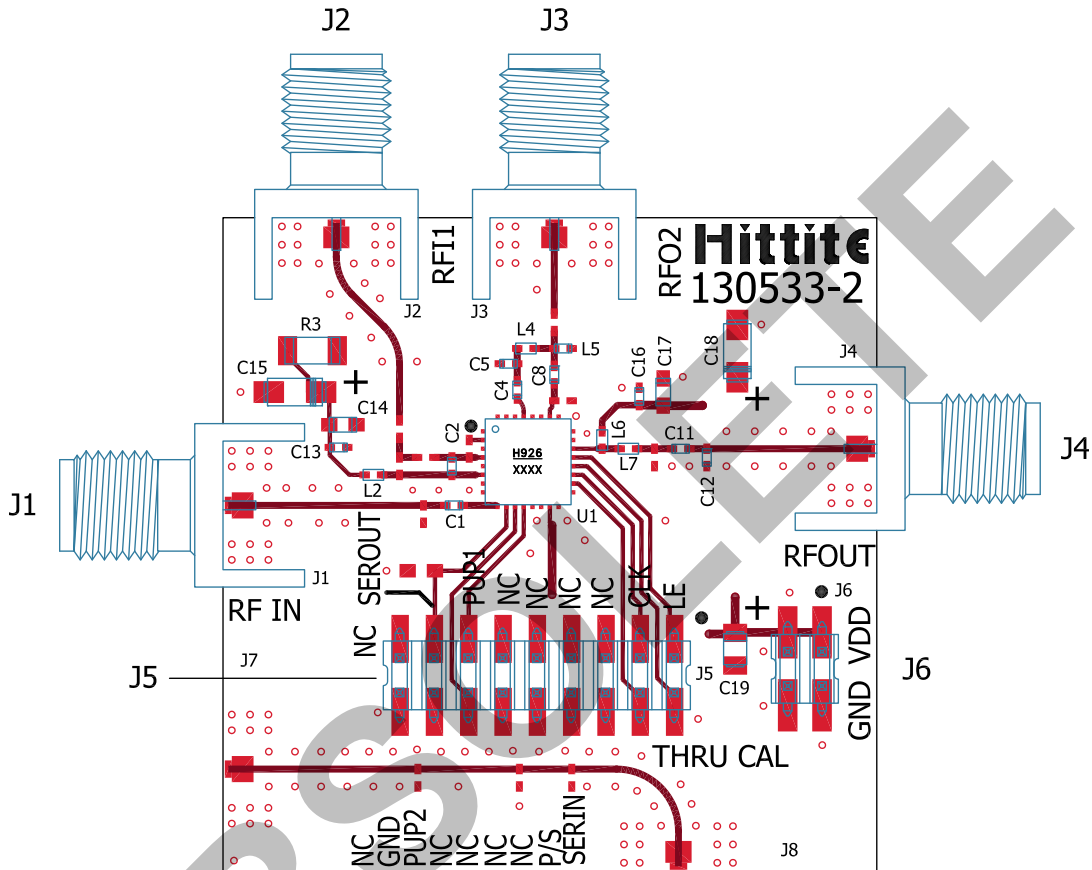 J2
J3
RFI1
RFO2
Hittite
130533-2
J2
J3
R3
L4
L5
C5
C4
C8
C15
C14
C13
C2
L2
C16
C17
C18
J4
L6
C11
L7
C12
H926
XXXX
U1
J4
J1
C1
J1
RF IN
RFOUT
NC
SEROUT
PUP1
NC
NC
NC
NC
CLK
LE
J6
VDD
GND
J6
J5
J7
J5
C19
THRU CAL
NC
GND
PUP2
NC
NC
NC
NC
P/S
SERIN
J8
OBSOLETE